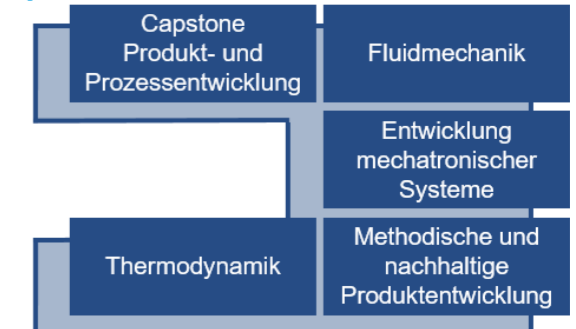 Capstone
Produkt- und
Prozessentwicklung
Fluidmechanik
Entwicklung
mechatronischer
Systeme
Thermodynamik
Methodische und
nachhaltige
Produktentwicklung